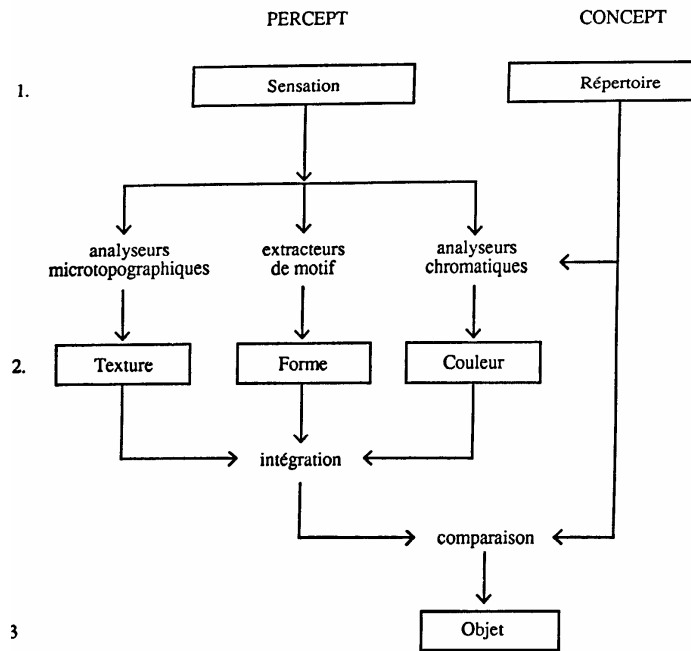 PERCEPT CONCEPT
1. Sensation Répertoire
analyseurs extracteurs analyseurs
microtopographiques de motif chromatiques
2. Texture Forme Couleur
intégration
comparaison
3 Objet